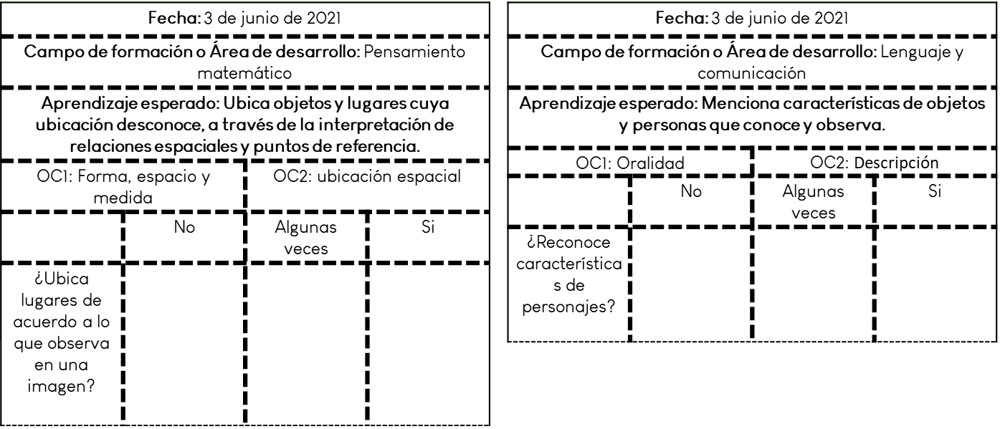 Fecha: 3 de junio de 2021
Campo de formación o Área de desarrollo: Pensamiento
matemático
Aprendizaje esperado: Ubica objetos y lugares cuya
ubicación desconoce, a través de la interpretación de
relaciones espaciales y puntos de referencia.
OC1: Forma, espacio y
medida
OC2: ubicación espacial
No
Algunas
veces
Si
¿Ubica
lugares de
acuerdo a lo
que observa
en una
imagen?
Fecha: 3 de junio de 2021
Campo de formación o Área de desarrollo: Lenguaje y
comunicación
Aprendizaje esperado: Menciona características de objetos
y personas que conoce y observa.
OC1: Oralidad
OC2: Descripción
No
Algunas
veces
Si
¿Reconoce
característica
s de
personajes?